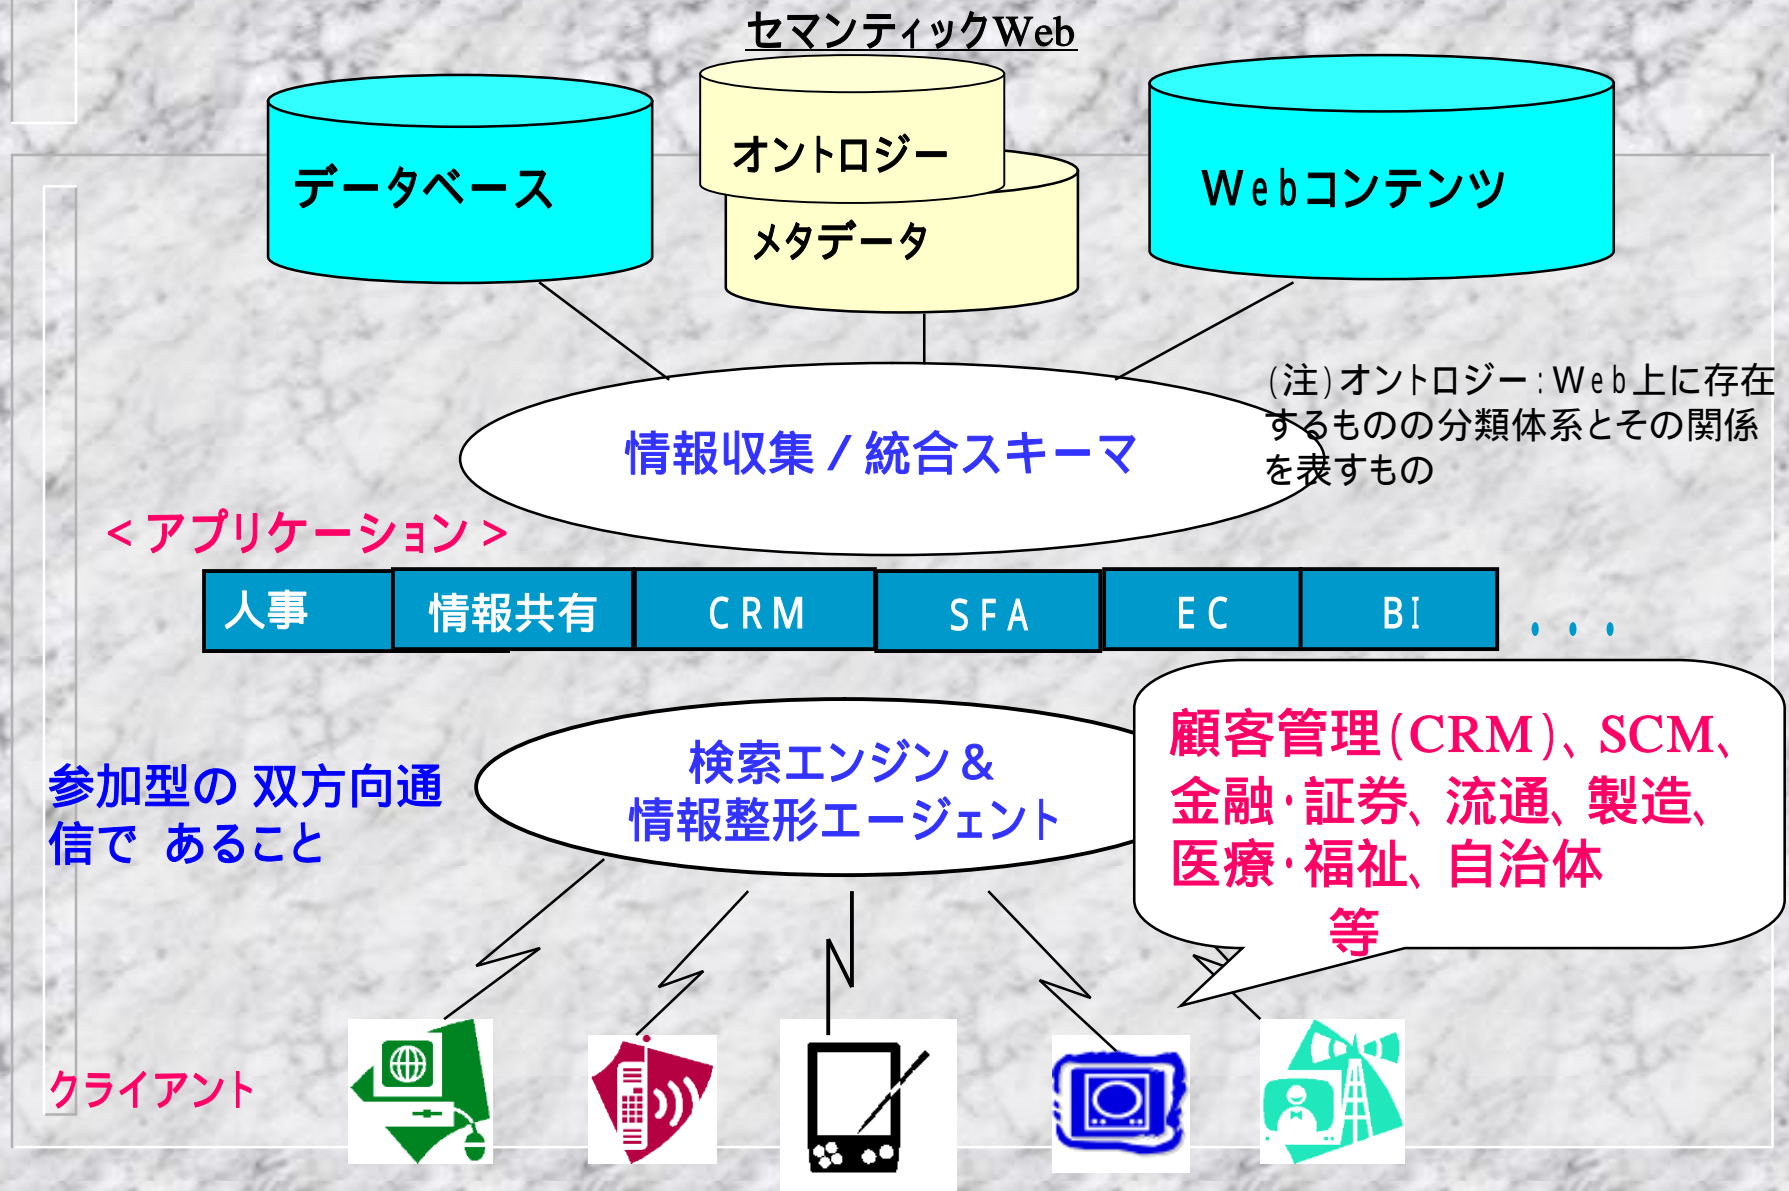 セマンティックWeb
データベース
オントロジー
メタデータ
Webコンテンツ
情報収集/統合スキーマ
(注)オントロジー:Web上に存在
するものの分類体系とその関係
を表すもの
<アプリケーション>
人事 情報共有 CRM SFA EC BI ・・・
検索エンジン&
情報整形エージェント
参加型の 双方向通
信で あること
顧客管理(CRM)、SCM、
金融・証券、流通、製造、
医療・福祉、自治体
等
クライアント